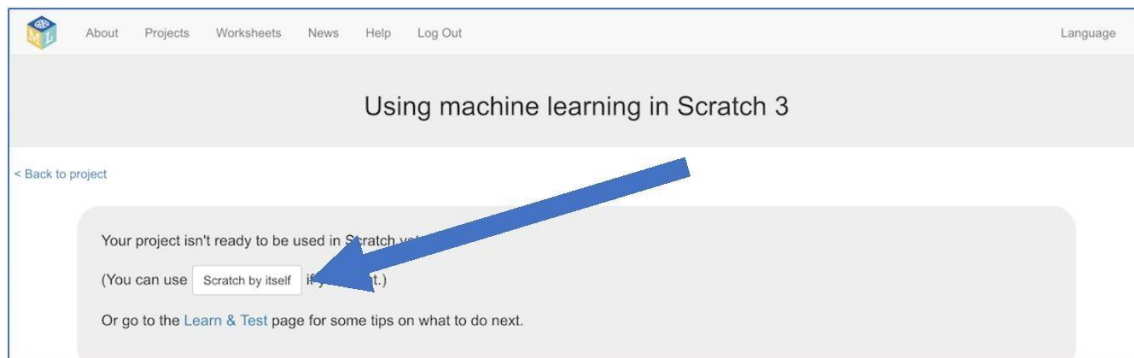 ML
About Projects Worksheets News Help Log Out Language
Using machine learning in Scratch 3
< Back to project
Your project isn't ready to be used in Scratch
(You can use Scratch by itself if t.)
Or go to the Learn & Test page for some tips on what to do next.